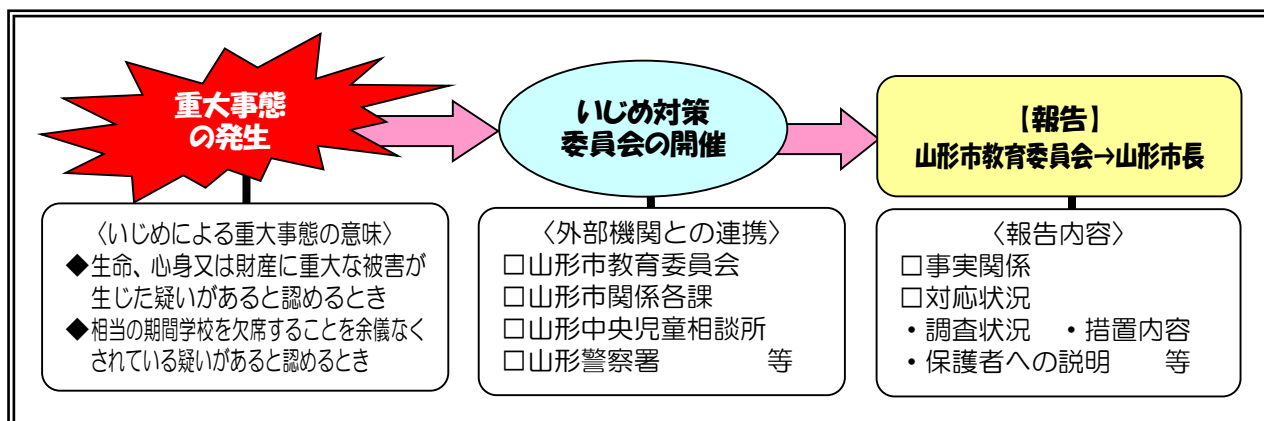 重大事態
の発生
〈いじめによる重大事態の意味〉
◆生命、心身又は財産に重大な被害が
生じた疑いがあると認めるとき
◆相当の期間学校を欠席することを余儀なく
されている疑いがあると認めるとき
いじめ対策
委員会の開催
〈外部機関との連携〉
□山形市教育委員会
□山形市関係各課
□山形中央児童相談所
□山形警察署　　　　等
【報告】
山形市教育委員会→山形市長
〈報告内容〉
□事実関係
□対応状況
・調査状況　・措置内容
・保護者への説明　　等